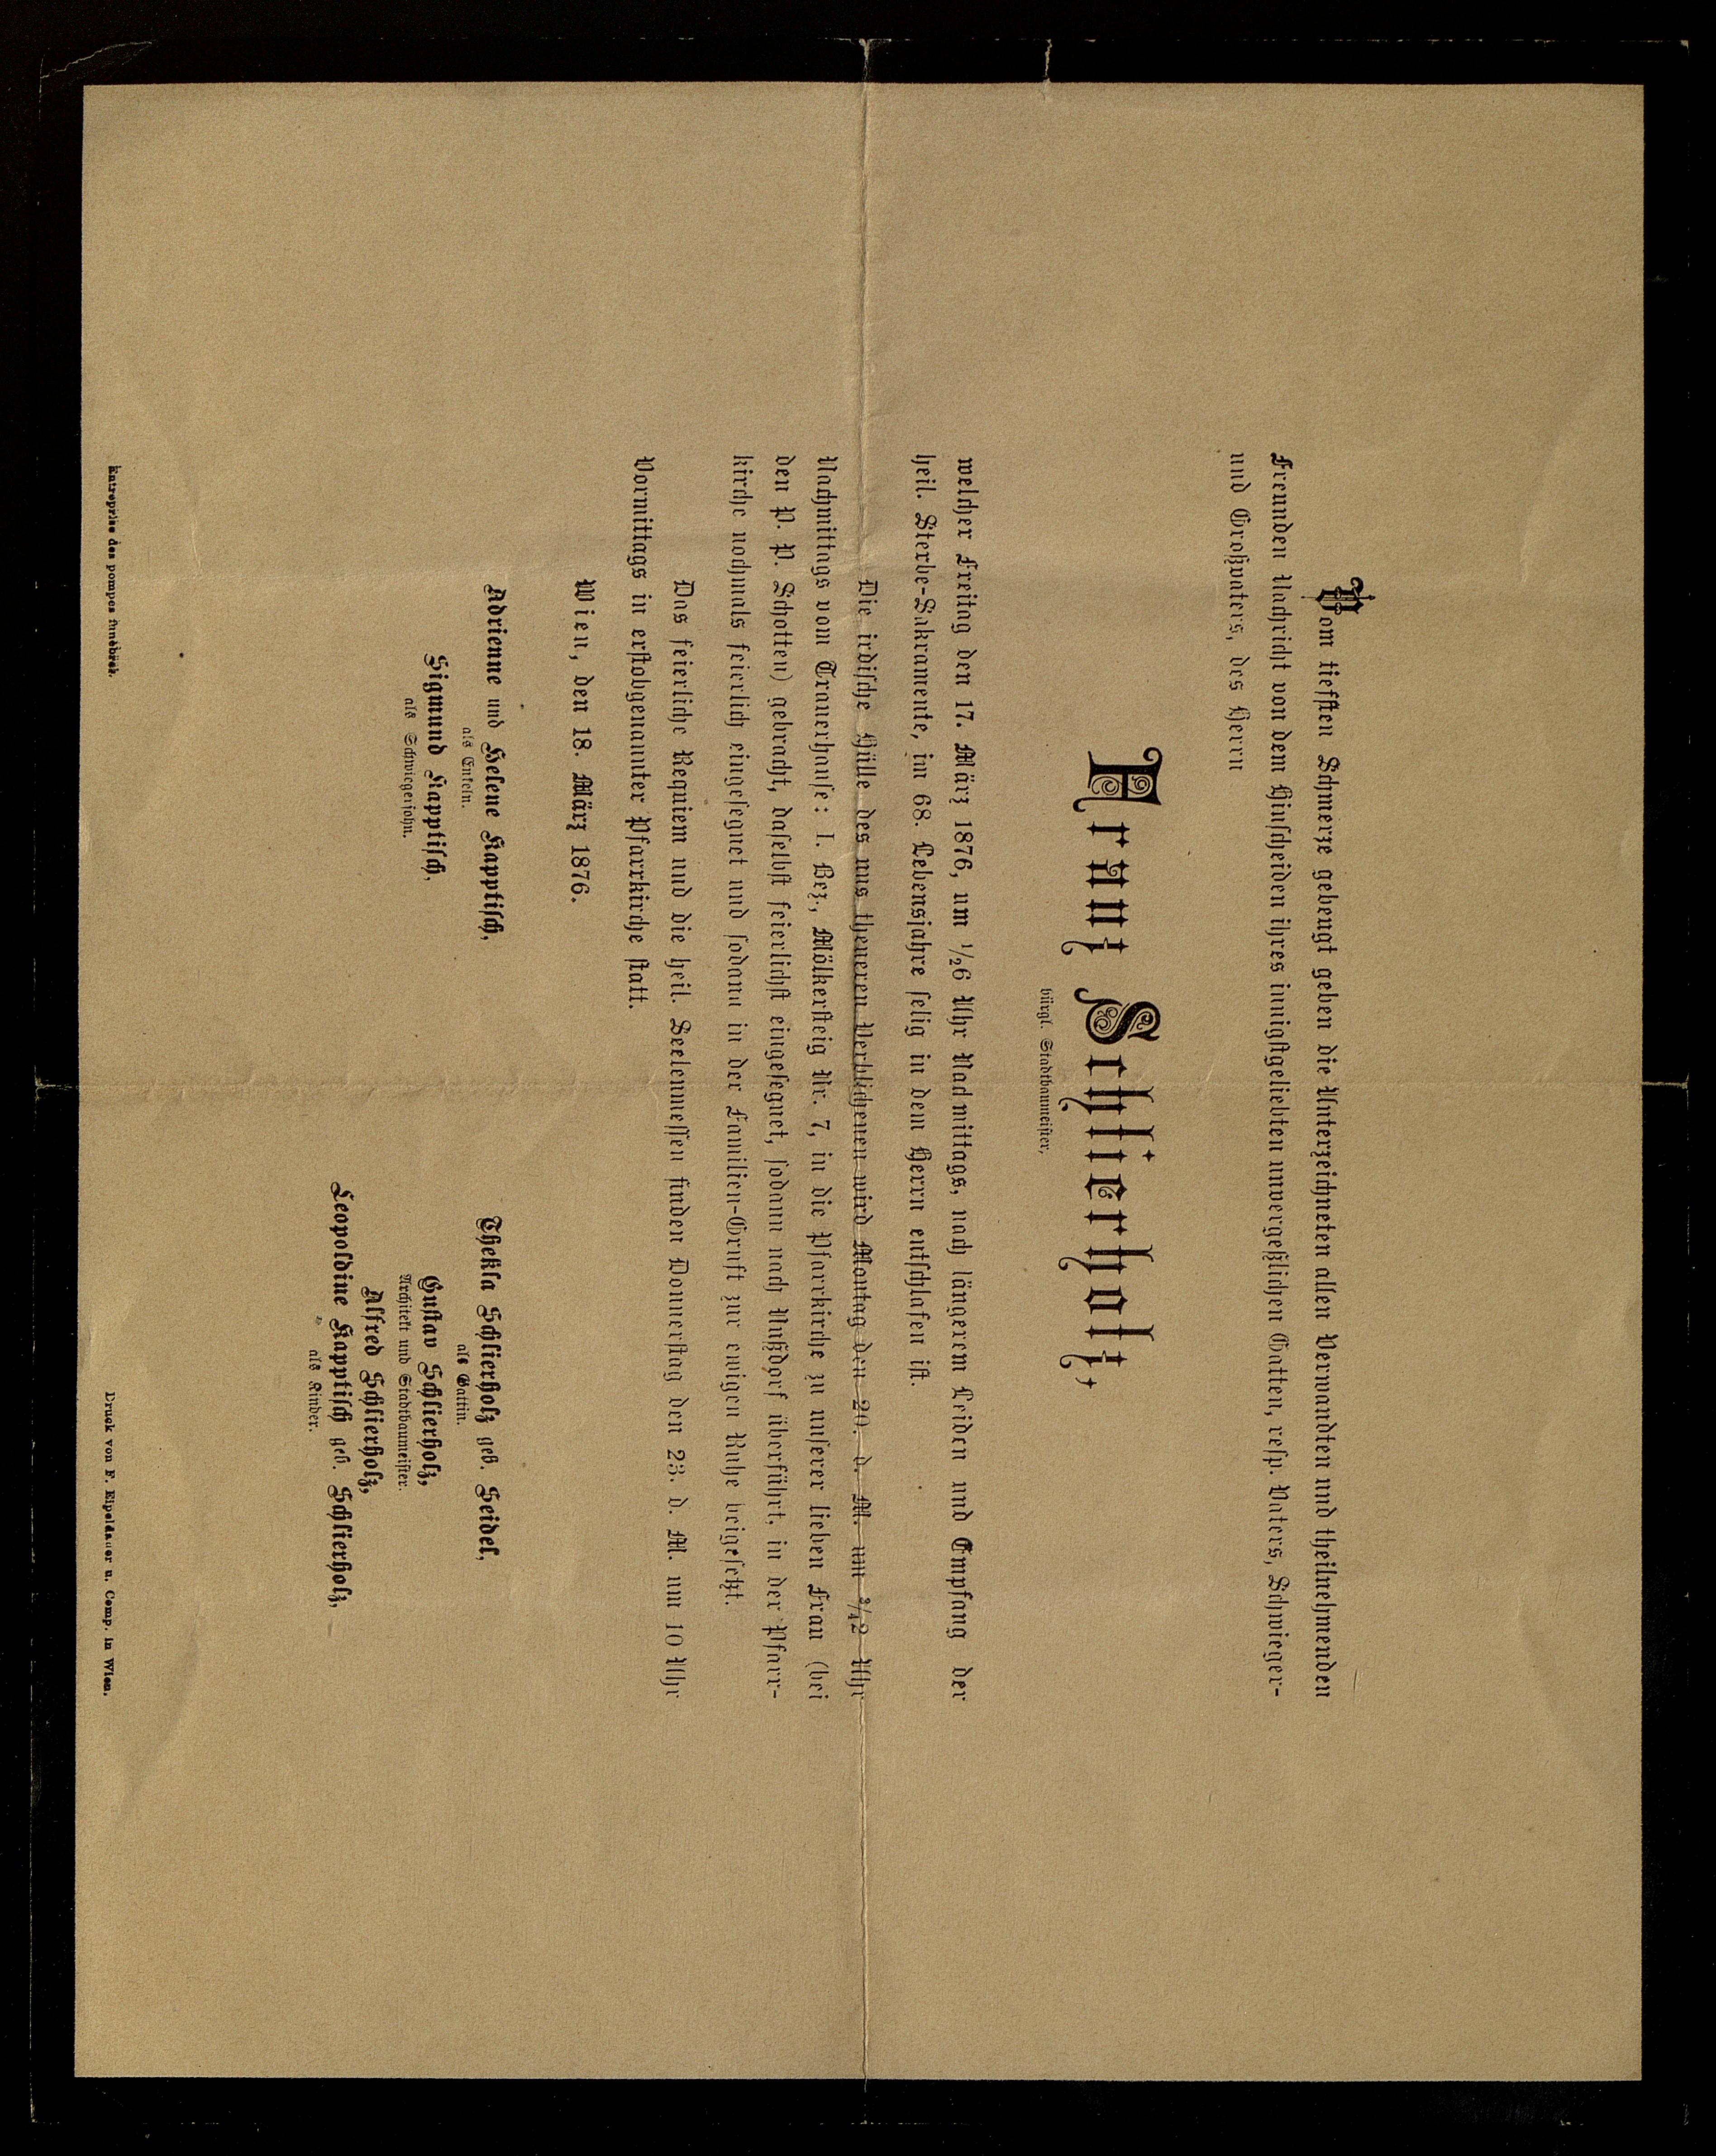 Vom tiefsten Schmerze gebeugt geben die Unterzeichneten allen Verwandten und theilnehmenden
Freunden Nachricht von dem Hinscheiden ihres innigstgeliebten unvergeßlichen Gatten, resp. Vaters, Schwieger-
und Großvaters, des Herrn
Franz Schlierholz,
bürgl. Stadtbaumeister,
welcher Freitag den 17. März 1876, um 1/26 Uhr Nachmittags, nach längerem Leiden und Empfang der
heil. Sterbe-Sakramente, im 68. Lebensjahre selig in dem Herrn entschlafen ist.
Die irdische Hülle des uns theueren Verblichenen wird Montag den 20. d. M. um 3/42 Uhr
Nachmittags vom Trauerhause: I. Bez., Mölkersteig Nr. 7, in die Pfarrkirche zu unserer lieben Frau (bei
den P. P. Schotten) gebracht, daselbst feierlichst eingesegnet, sodann nach Nußdorf überführt, in der Pfarr-
kirche nochmals feierlich eingesegnet und sodann in der Familien-Gruft zur ewigen Ruhe beigesetzt.
Das feierliche Requiem und die heil. Seelenmessen finden Donnerstag den 23. d. M. um 10 Uhr
Vormittags in erstobgenannter Pfarrkirche statt.
Wien, den 18. März 1876.
Adrienne und Helene Kapptisch,
als Enkeln.
Sigmund Kapptisch,
als Schwiegersohn.
Thekla Schlierholz geb. Seidel,
als Gattin.
Gustav Schlierholz,
Architekt und Stadtbaumeister.
Alfred Schlierholz,
Leopoldine Kapptisch geb. Schlierholz,
als Kinder.
Entreprise des pompes funèbres.
Druck von F. Eipeldauer u. Comp. in Wien.